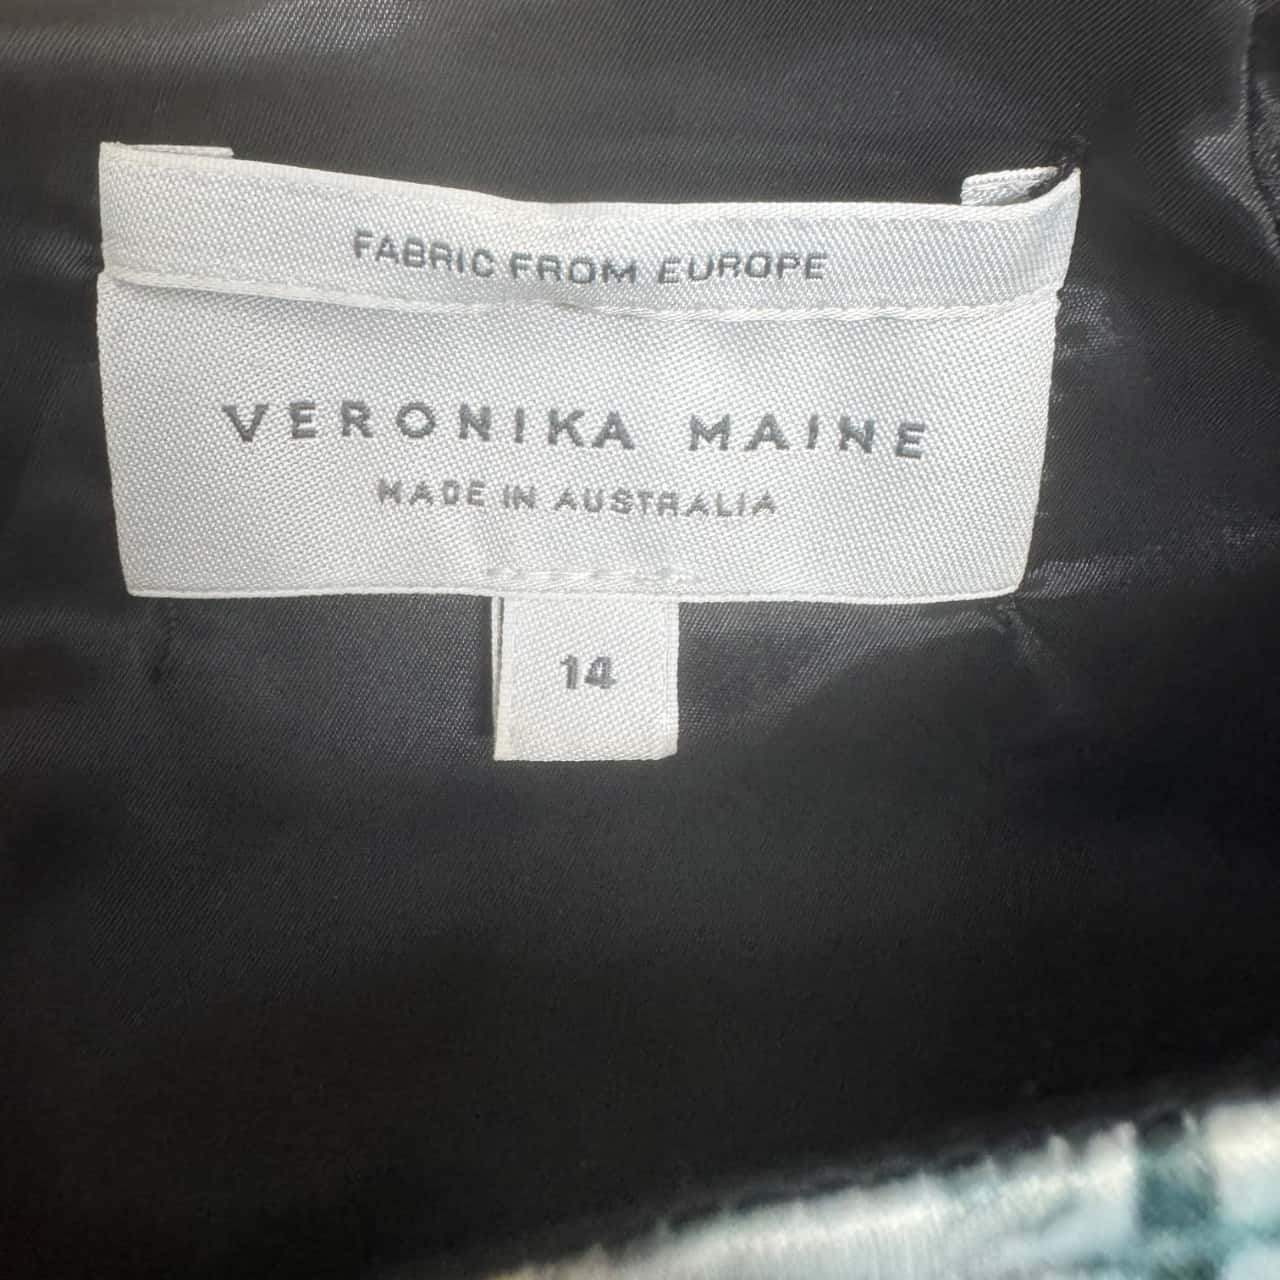 FABRIC FROM EUROPE
VERONIKA MAINE
MADE IN AUSTRALIA
14